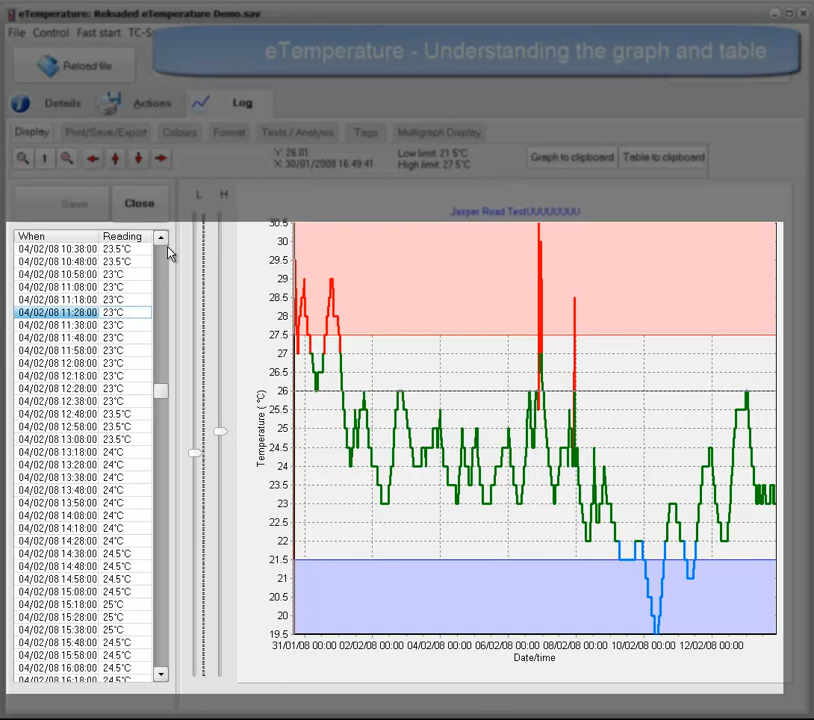 eTemperature: Reloaded eTemperature Demo.sav
File Control Fast start TC-S
eTemperature - Understanding the graph and table
Reload file
Details Actions Log
Display Print/Save/Export Colours Format Tests / Analysis Tags Multigraph Display
1
Y: 26.01
X: 30/01/2008 16:49:41
Low limit: 21.5°C
High limit: 27.5°C
Graph to clipboard Table to clipboard
Save Close
L H
When Reading
04/02/08 10:38:00 23.5°C
04/02/08 10:48:00 23.5°C
04/02/08 10:58:00 23°C
04/02/08 11:08:00 23°C
04/02/08 11:18:00 23°C
04/02/08 11:28:00 23°C
04/02/08 11:38:00 23°C
04/02/08 11:48:00 23°C
04/02/08 11:58:00 23°C
04/02/08 12:08:00 23°C
04/02/08 12:18:00 23°C
04/02/08 12:28:00 23°C
04/02/08 12:38:00 23°C
04/02/08 12:48:00 23.5°C
04/02/08 12:58:00 23.5°C
04/02/08 13:08:00 23.5°C
04/02/08 13:18:00 24°C
04/02/08 13:28:00 24°C
04/02/08 13:38:00 24°C
04/02/08 13:48:00 24°C
04/02/08 13:58:00 24°C
04/02/08 14:08:00 24°C
04/02/08 14:18:00 24°C
04/02/08 14:28:00 24°C
04/02/08 14:38:00 24.5°C
04/02/08 14:48:00 24.5°C
04/02/08 14:58:00 24.5°C
04/02/08 15:08:00 24.5°C
04/02/08 15:18:00 25°C
04/02/08 15:28:00 25°C
04/02/08 15:38:00 25°C
04/02/08 15:48:00 24.5°C
04/02/08 15:58:00 24.5°C
04/02/08 16:08:00 24.5°C
04/02/08 16:18:00 24.5°C
Jasper Road TestUUUUUUUU
30.5
30
29.5
29
28.5
28
27.5
27
26.5
26
25.5
25
24.5
24
23.5
23
22.5
22
21.5
21
20.5
20
19.5
Temperature (°C)
31/01/08 00:00 02/02/08 00:00 04/02/08 00:00 06/02/08 00:00 08/02/08 00:00 10/02/08 00:00 12/02/08 00:00
Date/time